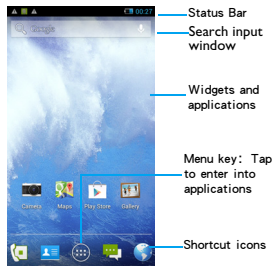 00:27
Status Bar
Google
Search input
window
Widgets and
applications
Menu key: Tap
to enter into
applications
Camera
Maps
Play Store
Gallery
Shortcut icons